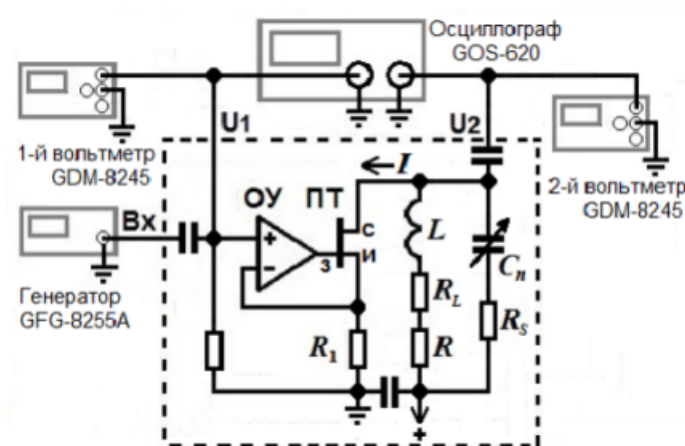 Осциллограф
GOS-620
U1
U2
1-й вольтметр
GDM-8245
2-й вольтметр
GDM-8245
I
ОУ
ПТ
Вх
+
-
С
И
З
L
Cn
Генератор
GFG-8255A
RL
RS
R1
R
+